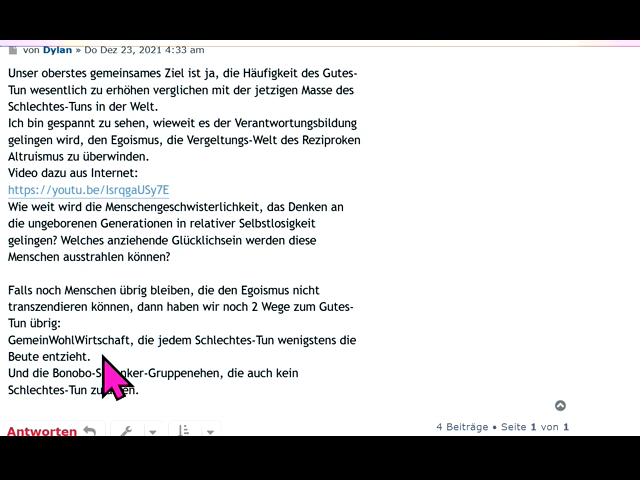 von Dylan » Do Dez 23, 2021 4:33 am
Unser oberstes gemeinsames Ziel ist ja, die Häufigkeit des Gutes-
Tun wesentlich zu erhöhen verglichen mit der jetzigen Masse des
Schlechtes-Tuns in der Welt.
Ich bin gespannt zu sehen, wieweit es der Verantwortungsbildung
gelingen wird, den Egoismus, die Vergeltungs-Welt des Reziproken
Altruismus zu überwinden.
Video dazu aus Internet:
https://youtu.be/IsrqgaUSy7E
Wie weit wird die Menschengeschwisterlichkeit, das Denken an
die ungeborenen Generationen in relativer Selbstlosigkeit
gelingen? Welches anziehende Glücklichsein werden diese
Menschen ausstrahlen können?
Falls noch Menschen übrig bleiben, die den Egoismus nicht
transzendieren können, dann haben wir noch 2 Wege zum Gutes-
Tun übrig:
GemeinWohlWirtschaft, die jedem Schlechtes-Tun wenigstens die
Beute entzieht.
Und die Gruppenehen, die auch kein
Schlechtes-Tun
4 Beiträge • Seite 1 von 1
Antworten